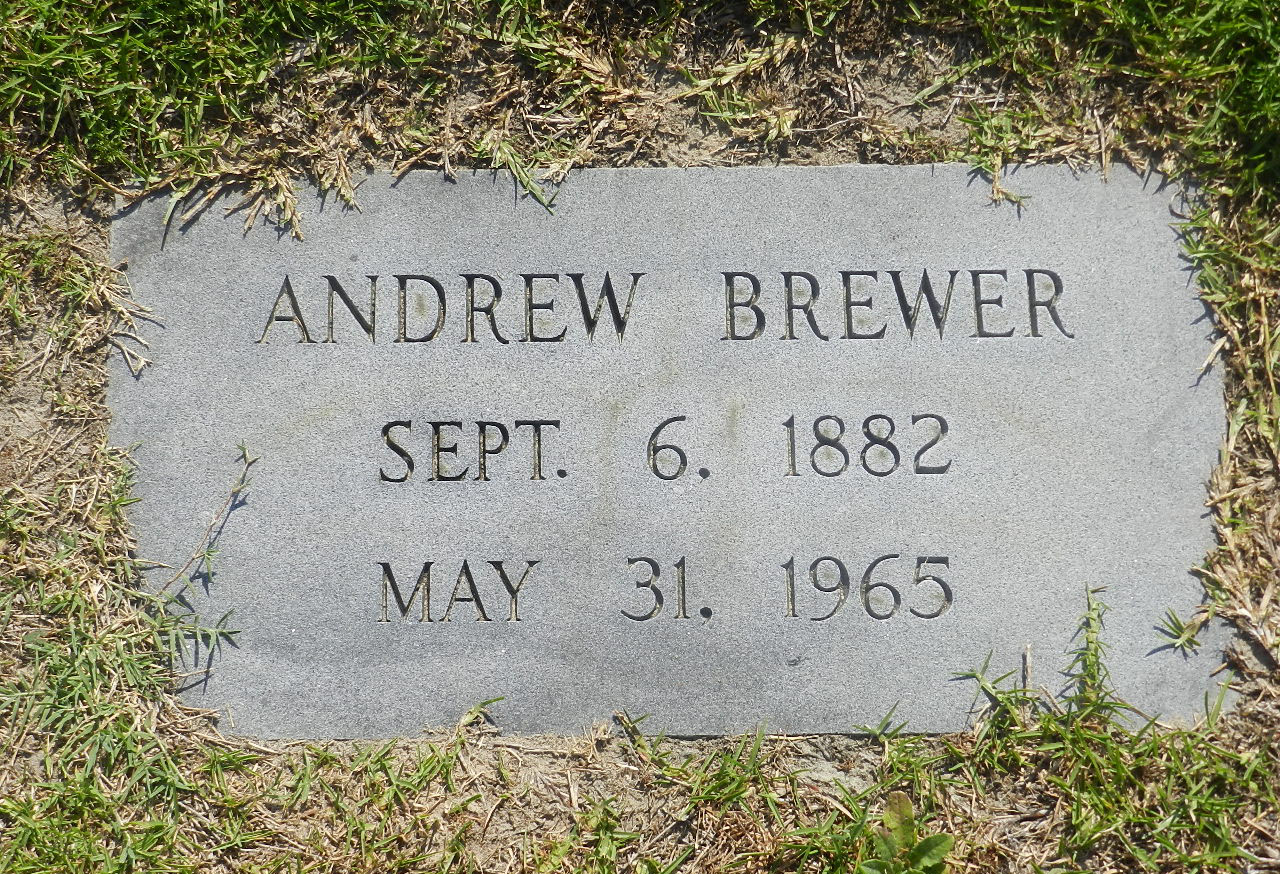 ANDREW BREWER
SEPT. 6. 1882
MAY 31, 1965